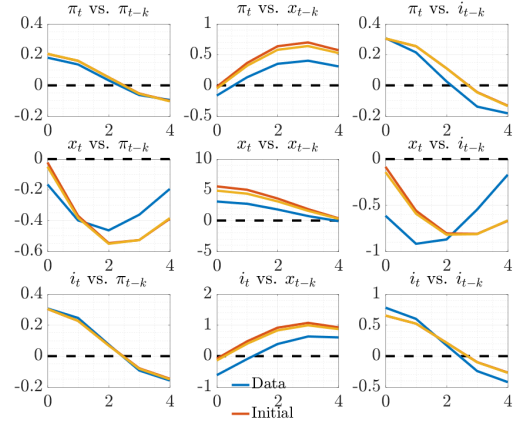 π_t vs. π_{t−k}
π_t vs. x_{t−k}
π_t vs. i_{t−k}
0.4
0.2
0
-0.2
0 2 4
1
0.5
0
-0.5
0 2 4
0.4
0.2
0
-0.2
0 2 4
x_t vs. π_{t−k}
x_t vs. x_{t−k}
x_t vs. i_{t−k}
0
-0.2
-0.4
-0.6
0 2 4
10
5
0
5
0 2 4
0
-0.5
-1
0 2 4
i_t vs. π_{t−k}
i_t vs. x_{t−k}
i_t vs. i_{t−k}
0.4
0.2
0
-0.2
0 2 4
2
1
0
-1
0 2 4
1
0.5
0
-0.5
0 2 4
Data
Initial